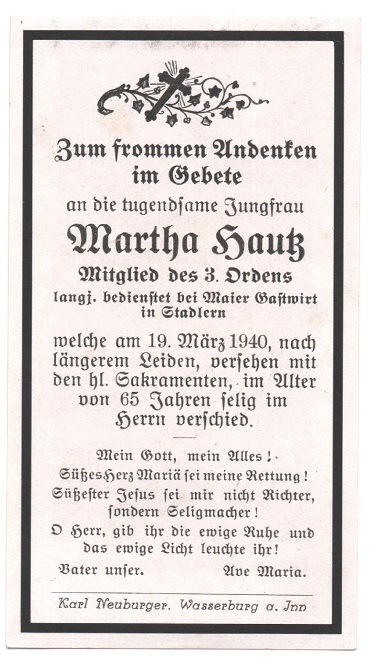 Zum frommen Andenken
im Gebete
an die tugendsame Jungfrau
Martha Hautz
Mitglied des 3. Ordens
langj. bedienstet bei Maier Gastwirt
in Stadlern
welche am 19. März 1940, nach
längerem Leiden, versehen mit
den hl. Sakramenten, im Alter
von 65 Jahren selig im
Herrn verschied.
Mein Gott, mein Alles!
Süßes Herz Mariä sei meine Rettung!
Süßester Jesus sei mir nicht Richter,
sondern Seligmacher!
O Herr, gib ihr die ewige Ruhe und
das ewige Licht leuchte ihr!
Vater unser. Ave Maria.
Karl Neuburger. Wasserburg a. Inn